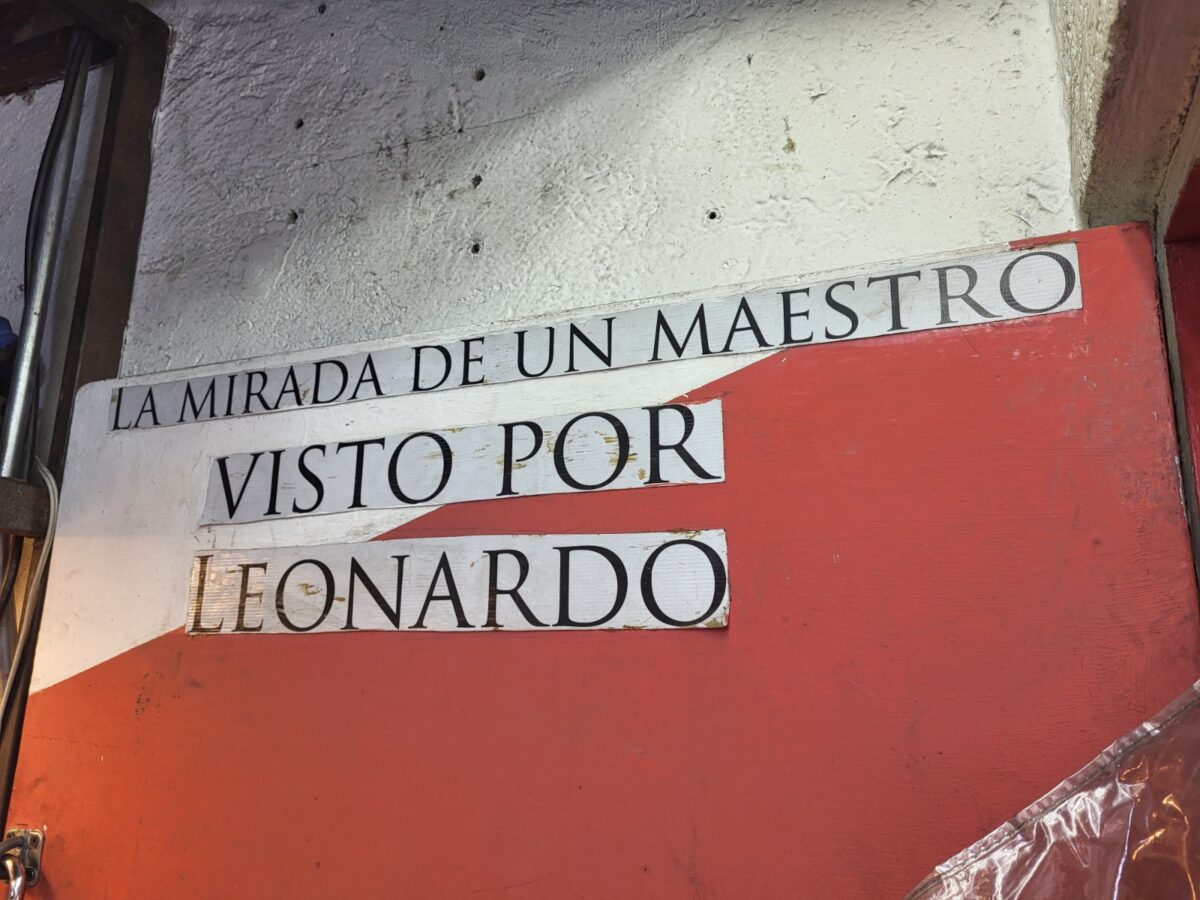 LA MIRADA DE UN MAESTRO
VISTO POR
LEONARDO